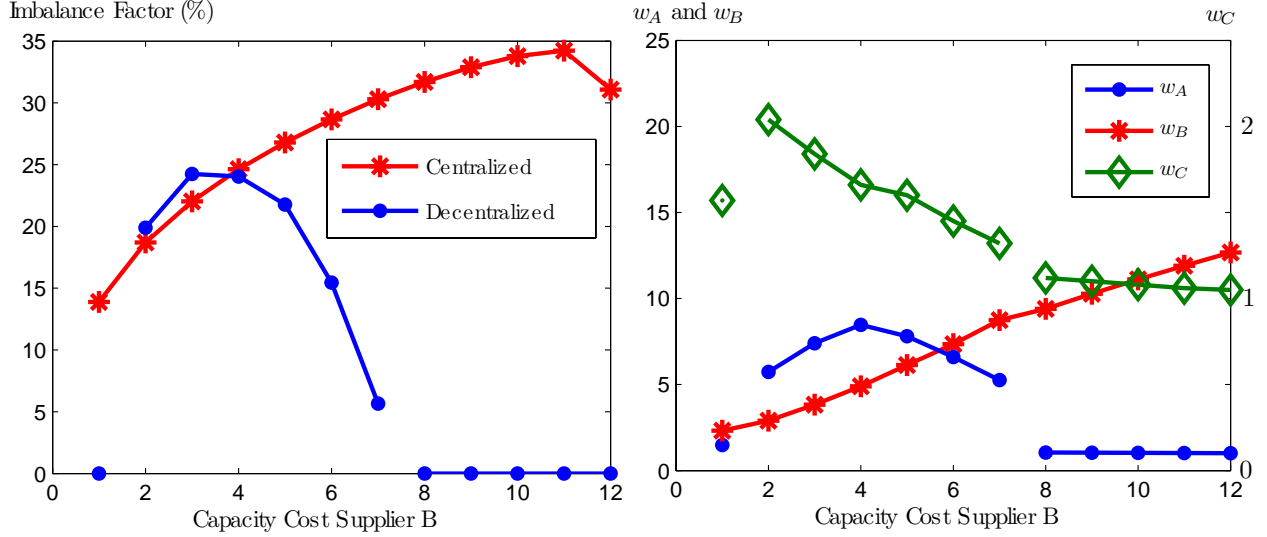 Imbalance Factor (%)
35
30
25
20
15
10
5
0
0 2 4 6 8 10 12
Capacity Cost Supplier B
Centralized
Decentralized
w_A and w_B
w_C
25
20
15
10
5
0
2
1
0
0 2 4 6 8 10 12
Capacity Cost Supplier B
w_A
w_B
w_C